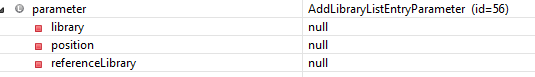 parameter AddLibraryListEntryParameter (id=56)
library null
position null
referenceLibrary null